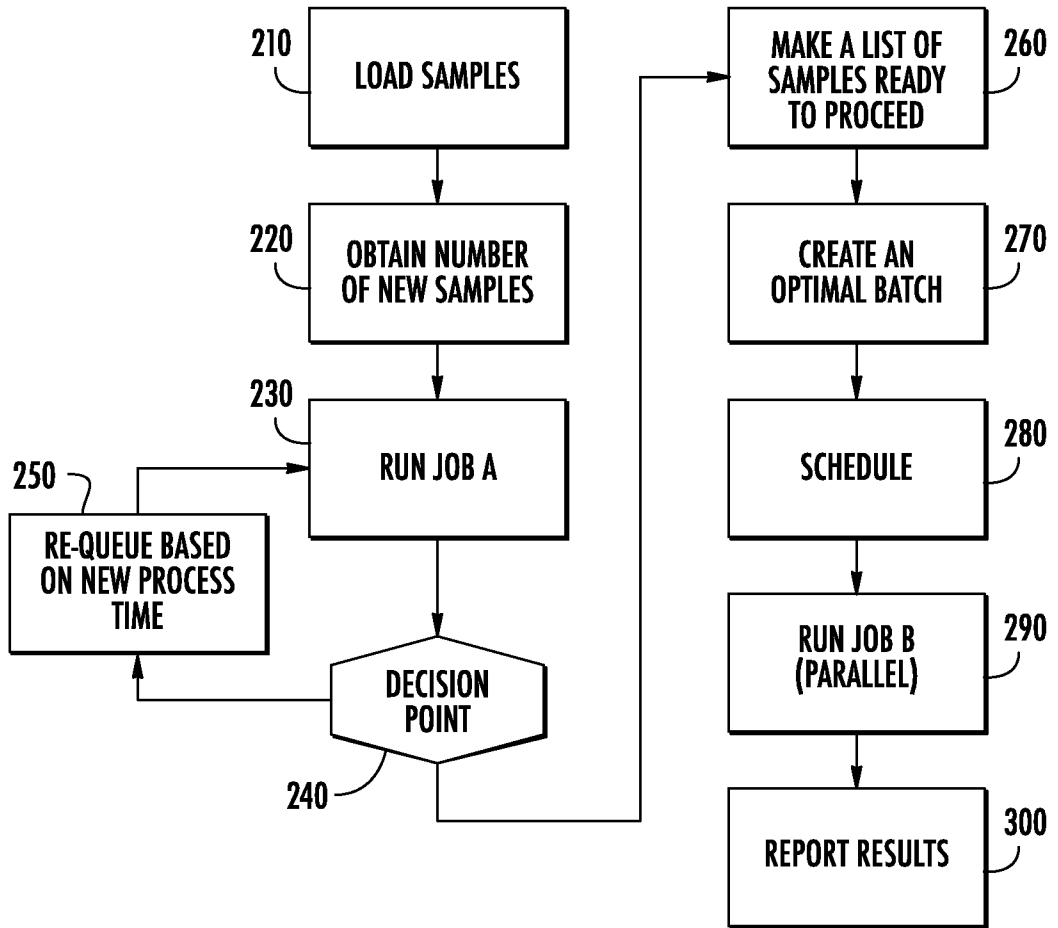 210
LOAD SAMPLES
220
OBTAIN NUMBER
OF NEW SAMPLES
230
RUN JOB A
250
RE-QUEUE BASED
ON NEW PROCESS
TIME
DECISION
POINT
240
MAKE A LIST OF
SAMPLES READY
TO PROCEED
260
CREATE AN
OPTIMAL BATCH
270
SCHEDULE
280
RUN JOB B
(PARALLEL)
290
REPORT RESULTS
300